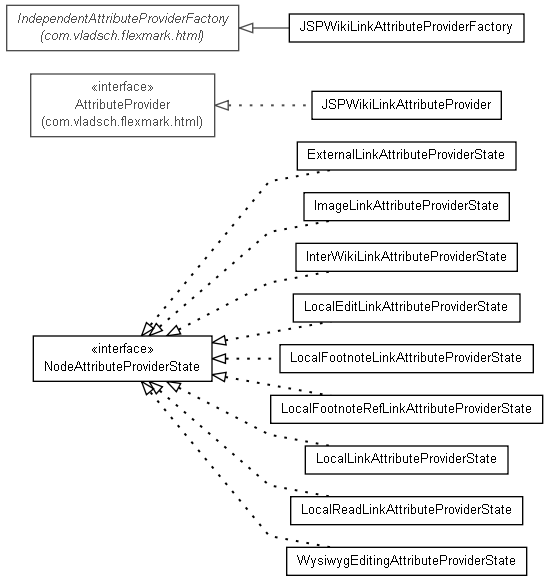 IndependentAttributeProviderFactory
(com.vladsch.flexmark.html)
JSPWikiLinkAttributeProviderFactory
«interface»
AttributeProvider
(com.vladsch.flexmark.html)
JSPWikiLinkAttributeProvider
ExternalLinkAttributeProviderState
ImageLinkAttributeProviderState
InterWikiLinkAttributeProviderState
LocalEditLinkAttributeProviderState
«interface»
NodeAttributeProviderState
LocalFootnoteLinkAttributeProviderState
LocalFootnoteRefLinkAttributeProviderState
LocalLinkAttributeProviderState
LocalReadLinkAttributeProviderState
WysiwygEditingAttributeProviderState